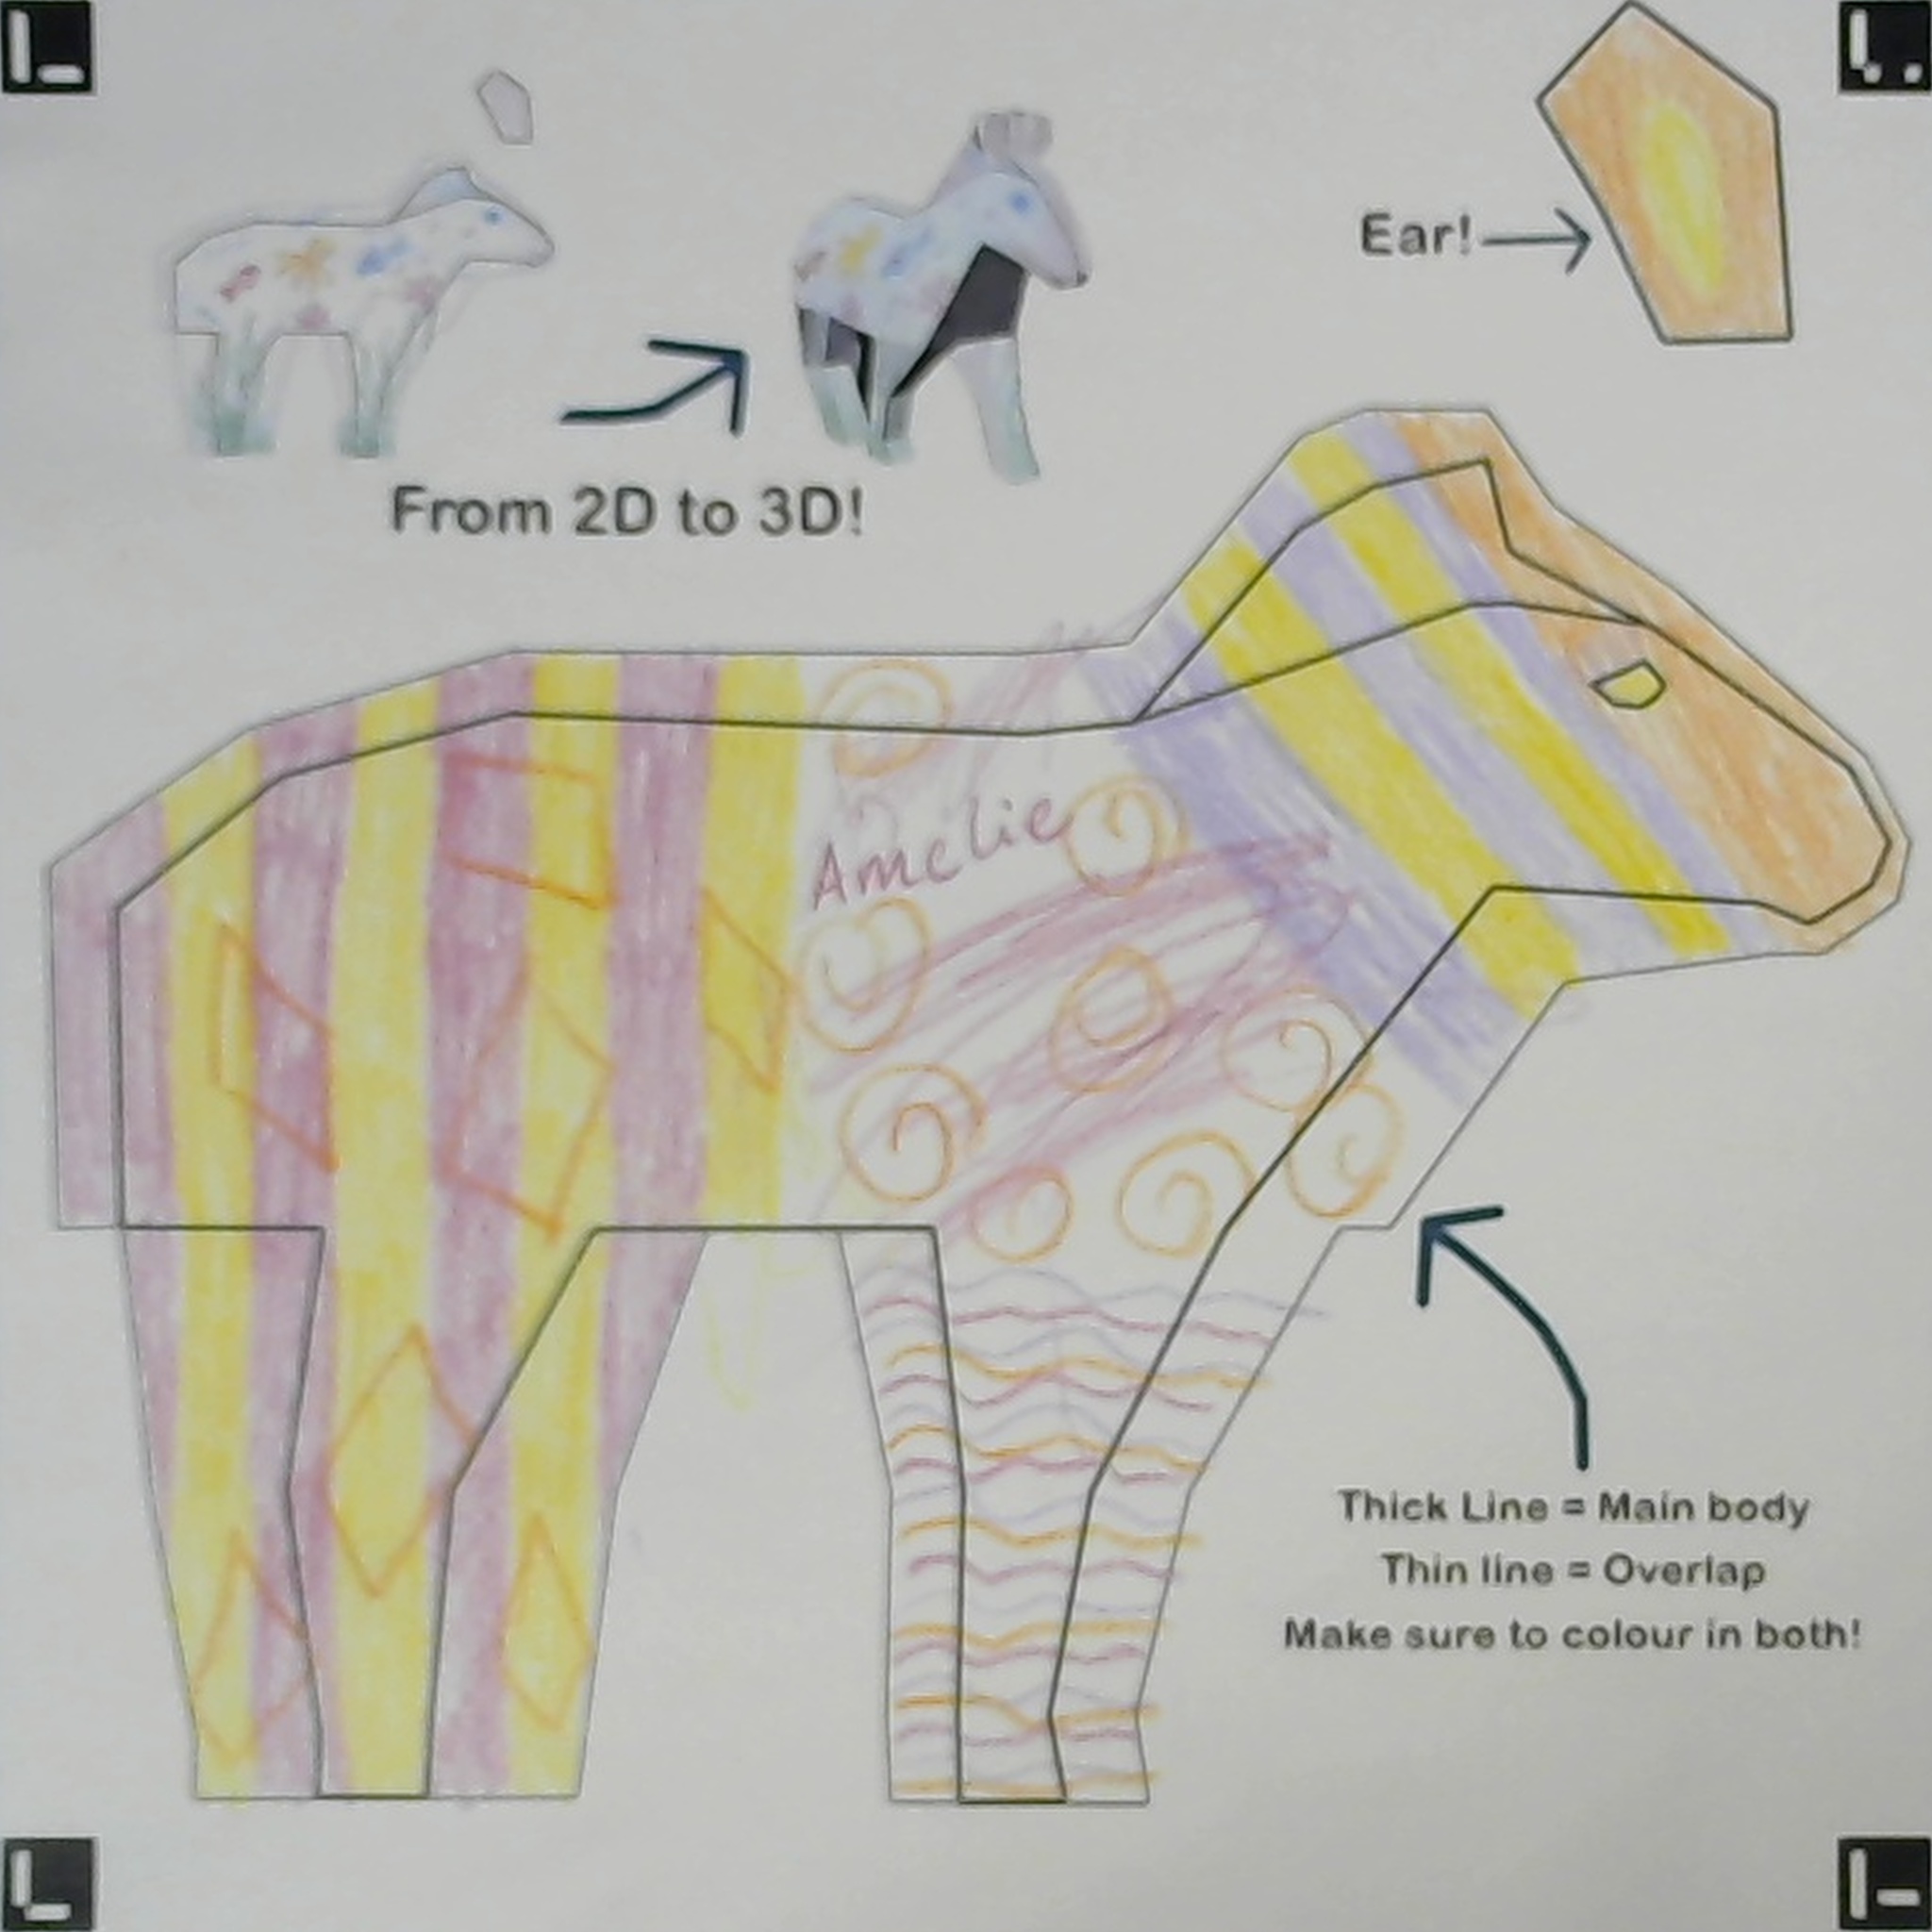 Ear!
From 2D to 3D!
Amelie
Thick Line = Main body
Thin line = Overlap
Make sure to colour in both!